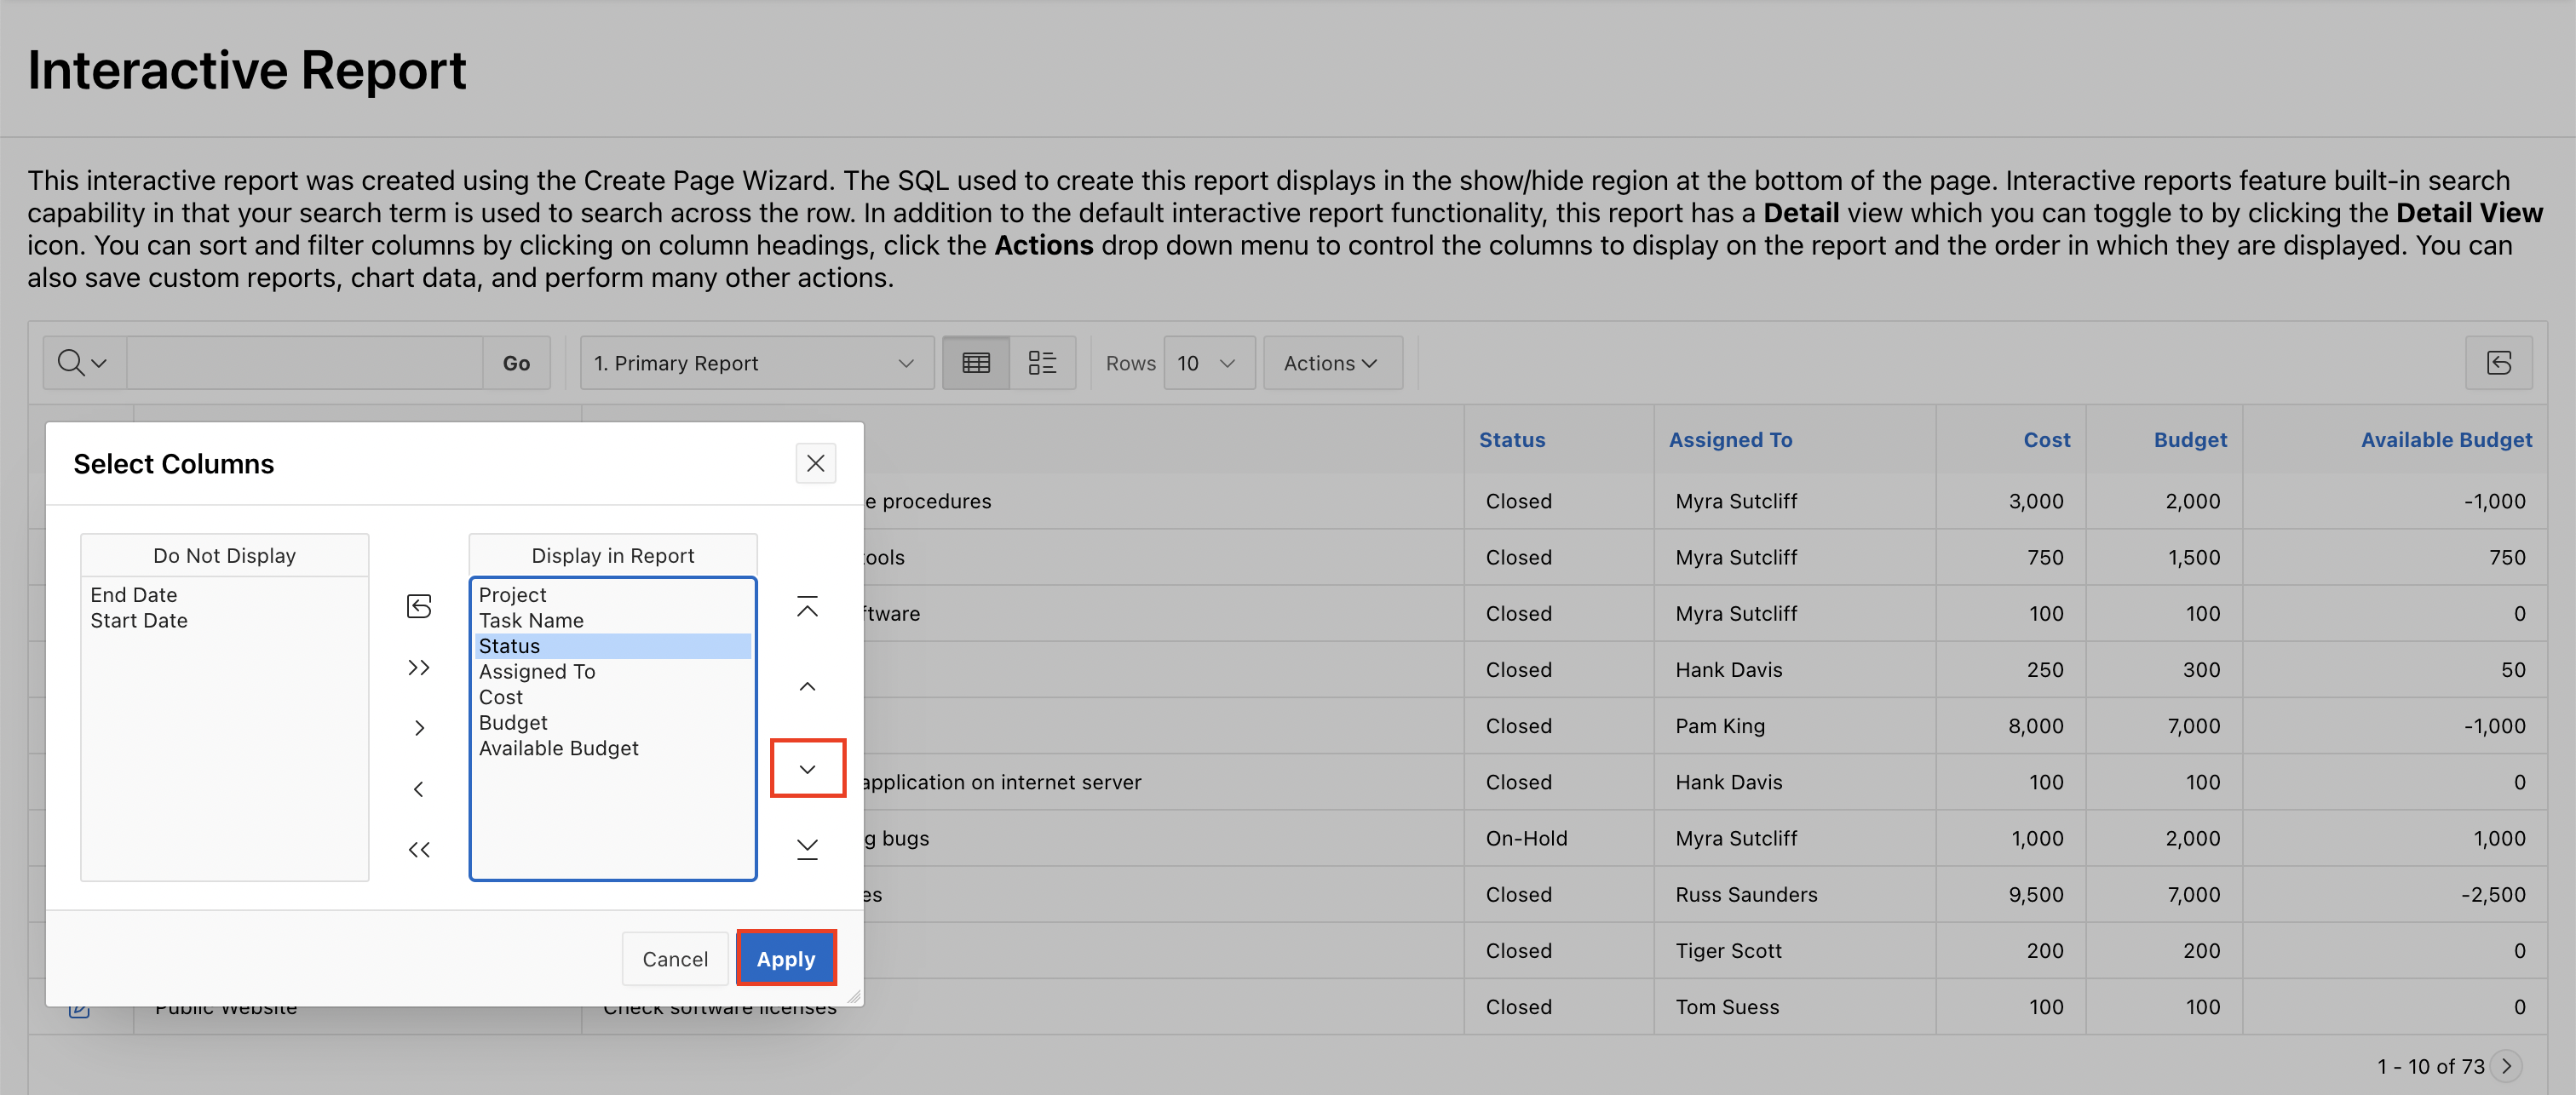 Interactive Report
This interactive report was created using the Create Page Wizard. The SQL used to create this report displays in the show/hide region at the bottom of the page. Interactive reports feature built-in search
capability in that your search term is used to search across the row. In addition to the default interactive report functionality, this report has a Detail view which you can toggle to by clicking the Detail View
icon. You can sort and filter columns by clicking on column headings, click the Actions drop down menu to control the columns to display on the report and the order in which they are displayed. You can
also save custom reports, chart data, and perform many other actions.
Go 1. Primary Report Rows 10 Actions
Status Assigned To Cost Budget Available Budget
e procedures Closed Myra Sutcliff 3,000 2,000 -1,000
ools Closed Myra Sutcliff 750 1,500 750
ftware Closed Myra Sutcliff 100 100 0
Closed Hank Davis 250 300 50
Closed Pam King 8,000 7,000 -1,000
application on internet server Closed Hank Davis 100 100 0
g bugs On-Hold Myra Sutcliff 1,000 2,000 1,000
es Closed Russ Saunders 9,500 7,000 -2,500
Closed Tiger Scott 200 200 0
Public Website Check software licenses Closed Tom Suess 100 100 0
1 - 10 of 73
Select Columns
Do Not Display
End Date
Start Date
Display in Report
Project
Task Name
Status
Assigned To
Cost
Budget
Available Budget
Cancel Apply